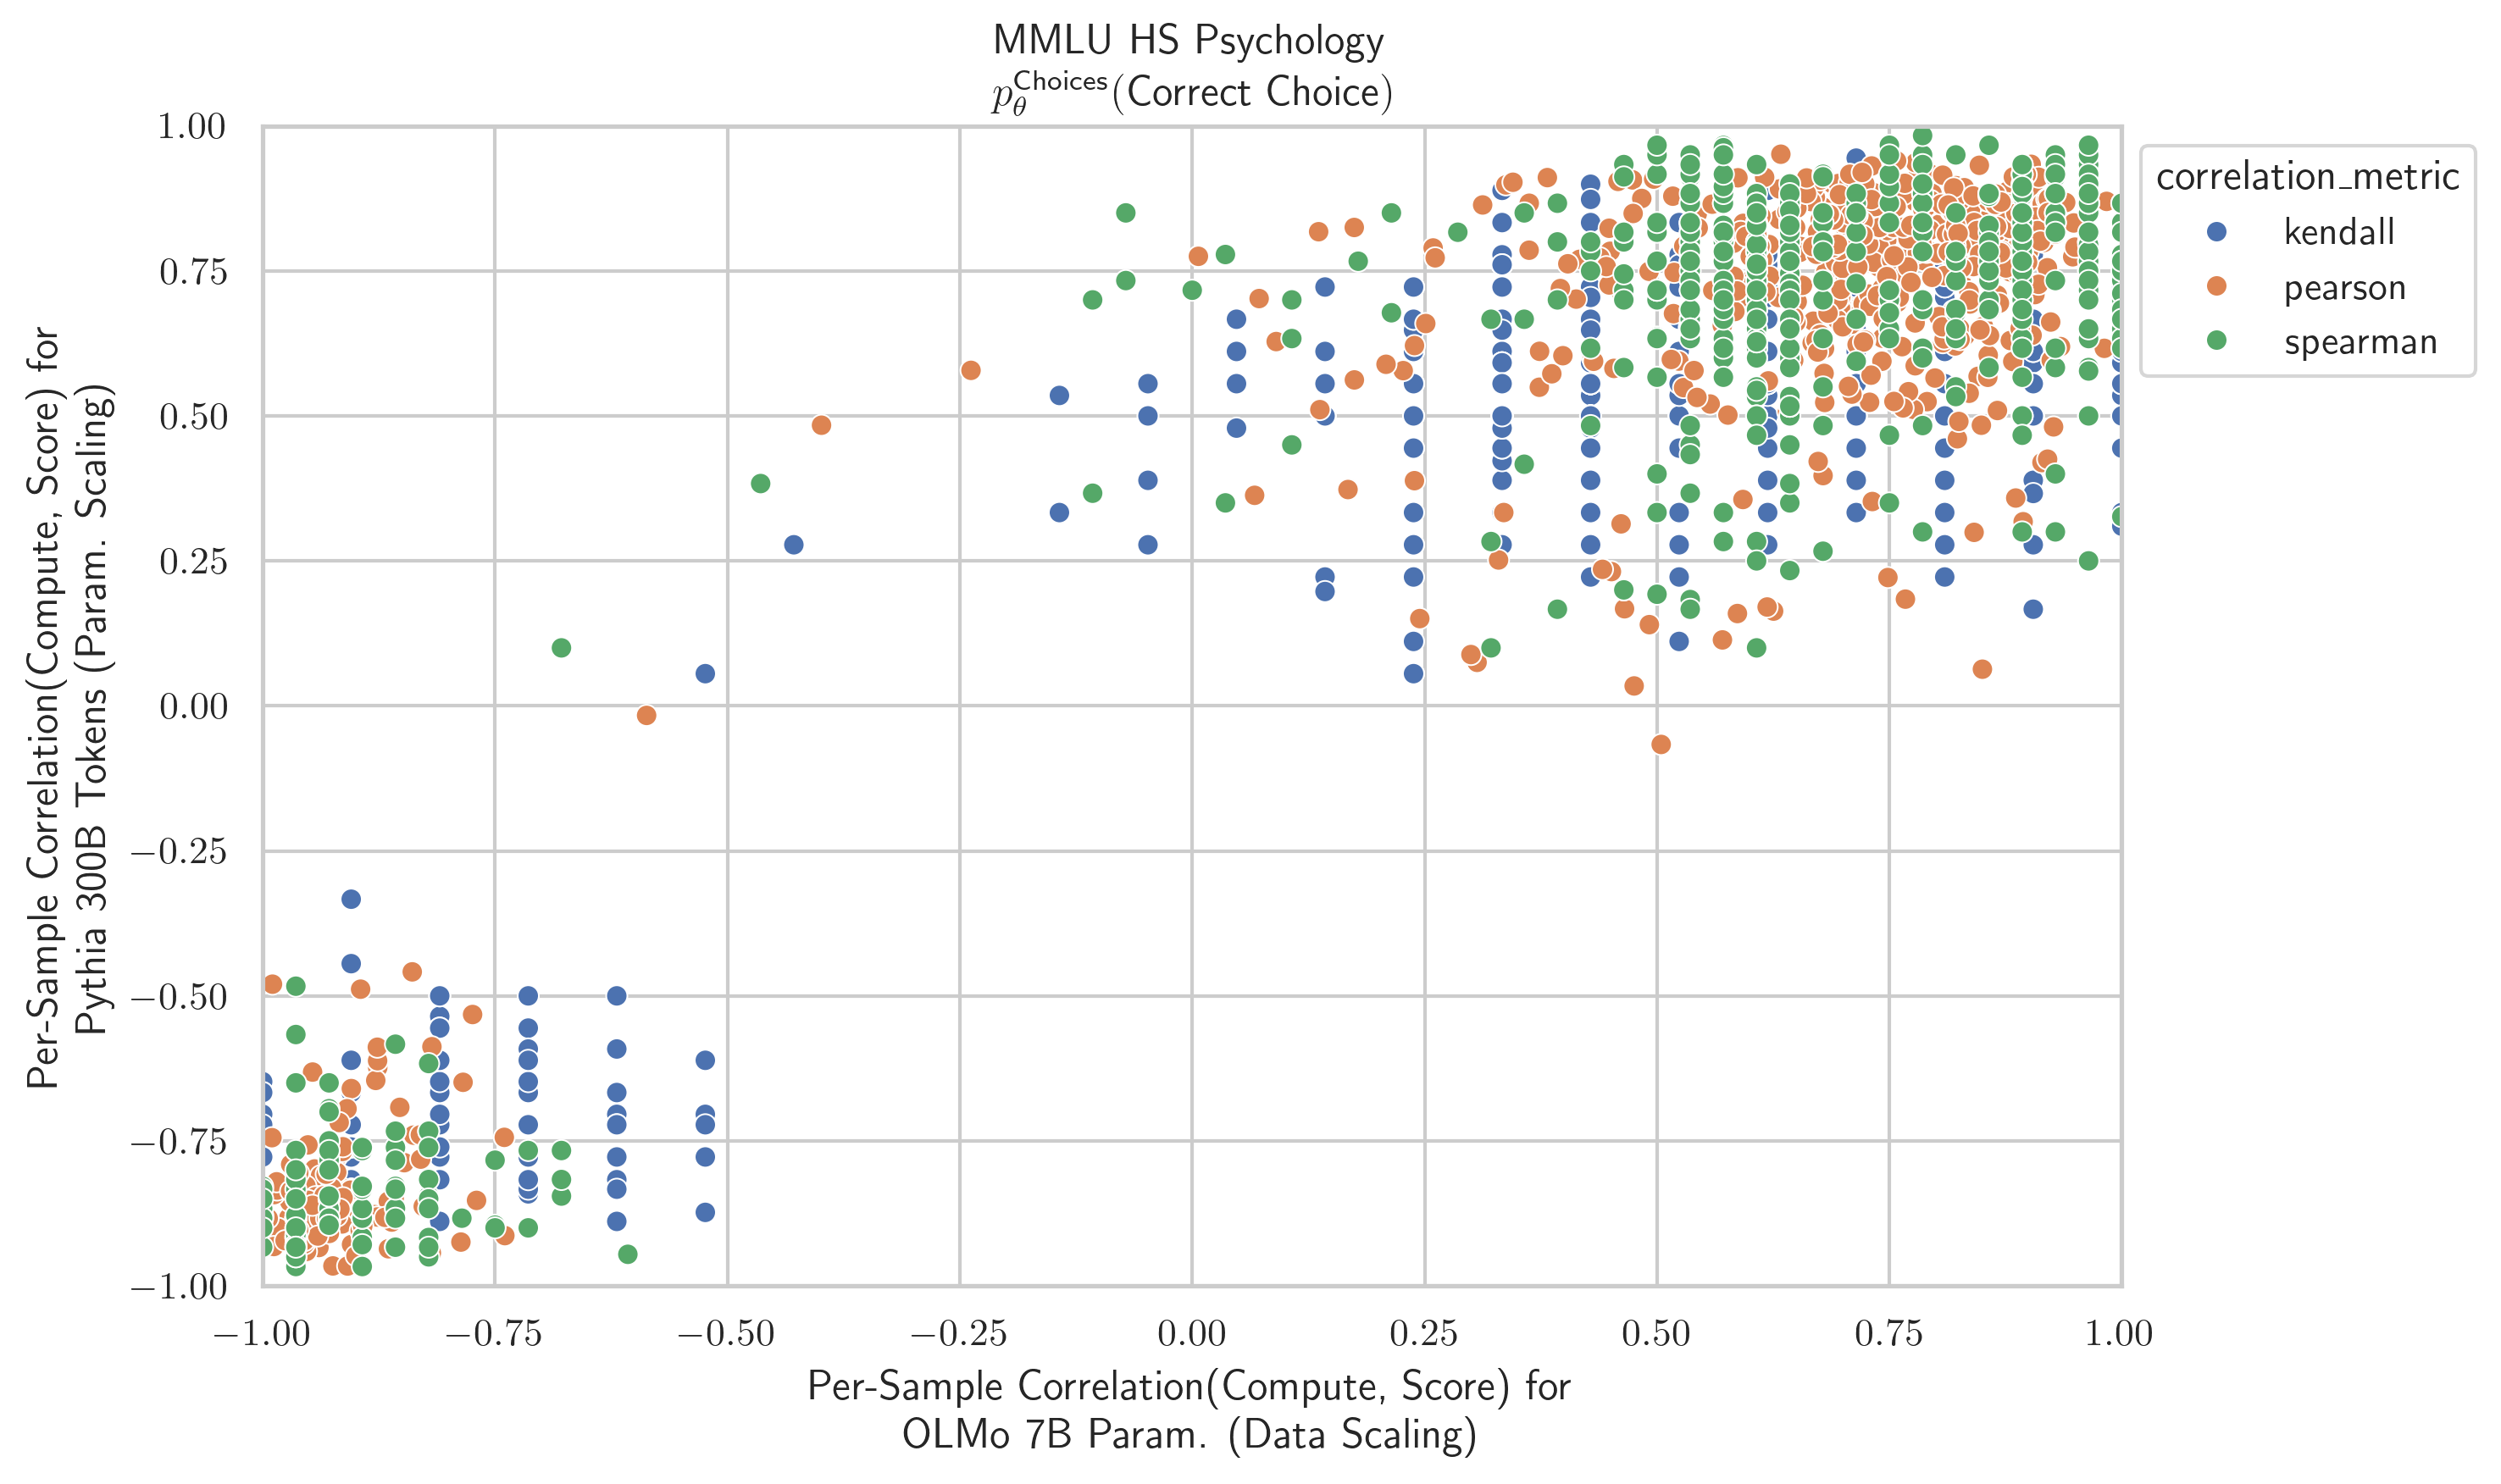 MMLU HS Psychology
p_θ^Choices(Correct Choice)
1.00
0.75
0.50
0.25
0.00
−0.25
−0.50
−0.75
−1.00
Per-Sample Correlation(Compute, Score) for
Pythia 300B Tokens (Param. Scaling)
correlation_metric
kendall
pearson
spearman
−1.00 −0.75 −0.50 −0.25 0.00 0.25 0.50 0.75 1.00
Per-Sample Correlation(Compute, Score) for
OLMo 7B Param. (Data Scaling)